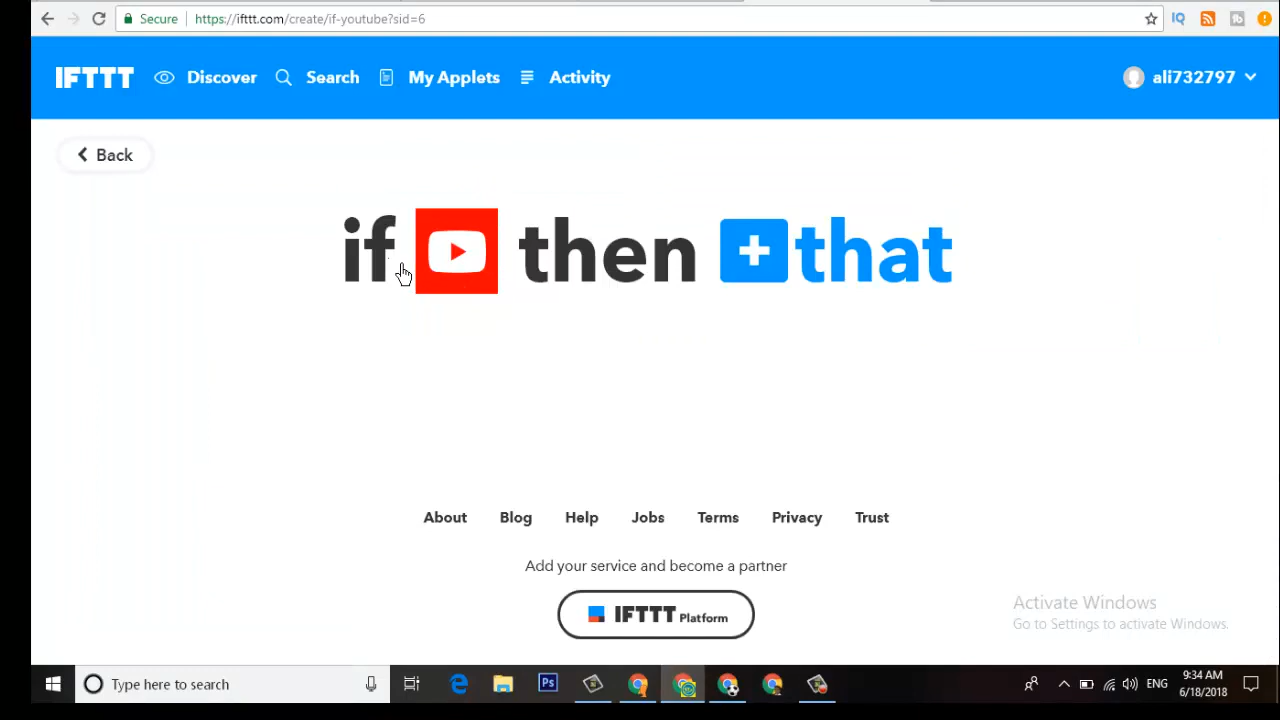 Secure https://ifttt.com/create/if-youtube?sid=6
IFTTT Discover Search My Applets Activity ali732797
Back
if then that
About Blog Help Jobs Terms Privacy Trust
Add your service and become a partner
IFTTT Platform
Activate Windows
Go to Settings to activate Windows.
Type here to search
Ps
ENG
9:34 AM
6/18/2018